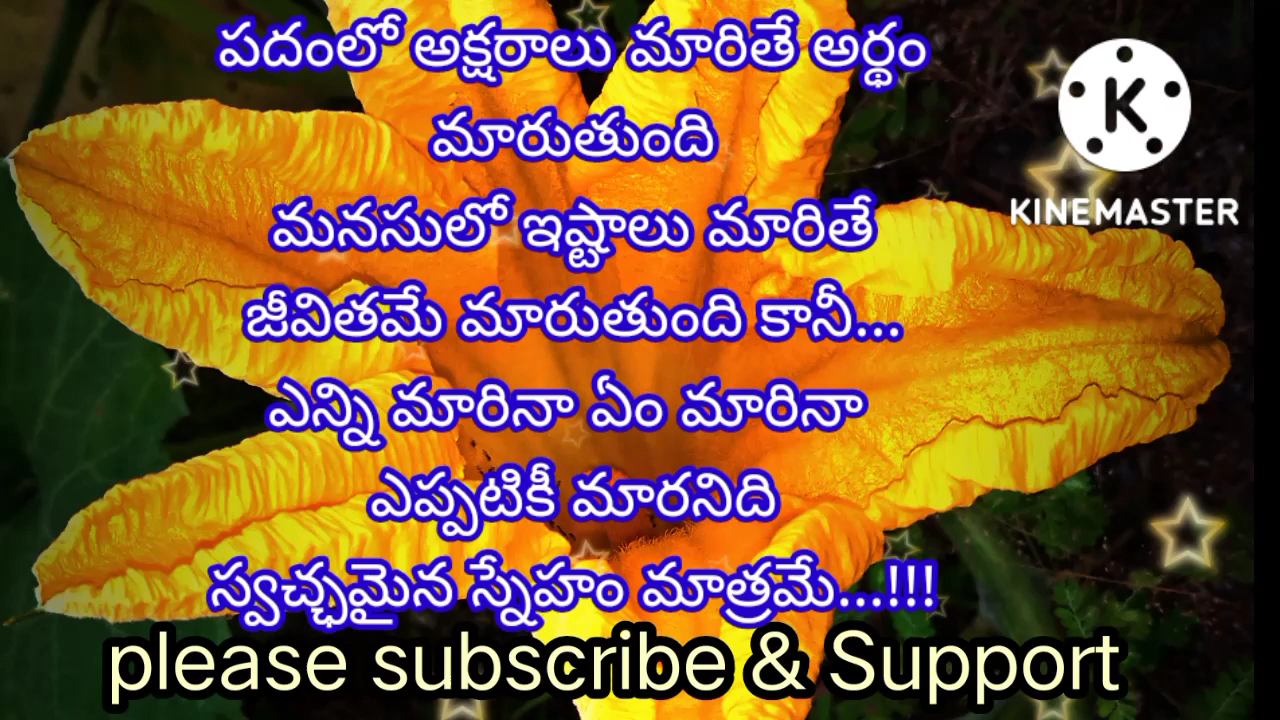 పదంలో అక్షరాలు మారితే అర్థం
మారుతుంది
మనసులో ఇష్టాలు మారితే
జీవితమే మారుతుంది కానీ...
ఎన్ని మారినా ఏం మారినా
ఎప్పటికీ మారనిది
స్వచ్ఛమైన స్నేహం మాత్రమే...!!!
please subscribe & Support
K
KINEMASTER